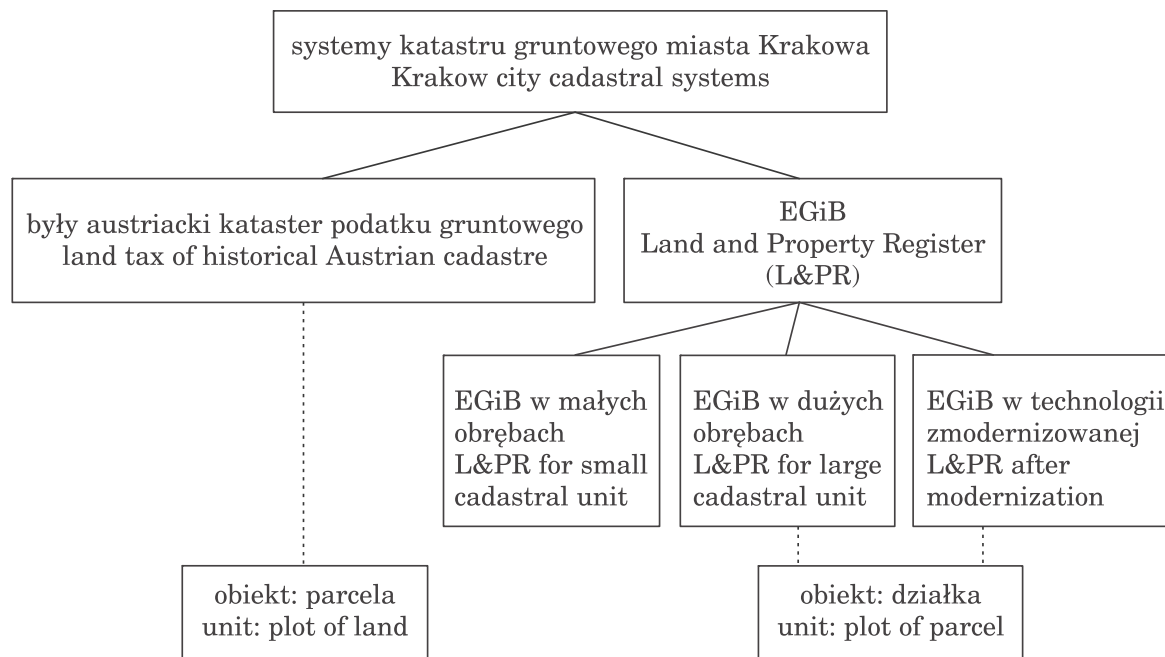 systemy katastru gruntowego miasta Krakowa
Krakow city cadastral systems
były austriacki kataster podatku gruntowego
land tax of historical Austrian cadastre
EGiB
Land and Property Register
(L&PR)
EGiB w małych
obrębach
L&PR for small
cadastral unit
EGiB w dużych
obrębach
L&PR for large
cadastral unit
EGiB w technologii
zmodernizowanej
L&PR after
modernization
obiekt: parcela
unit: plot of land
obiekt: działka
unit: plot of parcel